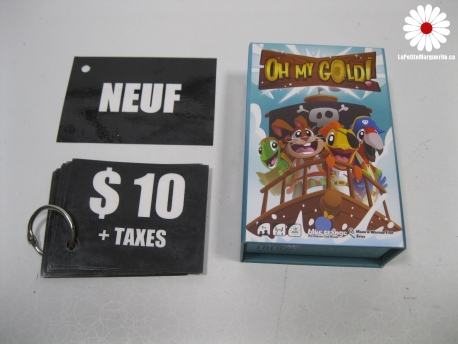 LaPetiteMarguerite.ca
NEUF
$ 10
+ TAXES
OH MY GOLD!